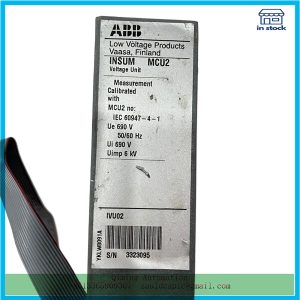 in stock
ABB
Low Voltage Products
Vaasa, Finland
INSUM MCU2
Voltage Unit
Measurement
Calibrated
with
MCU2 no:
IEC 60947-4-1
Ue 690 V
50/60 Hz
Ui 690 V
Uimp 6 kV
IVU02
YKLW0091A
S/N 3323095